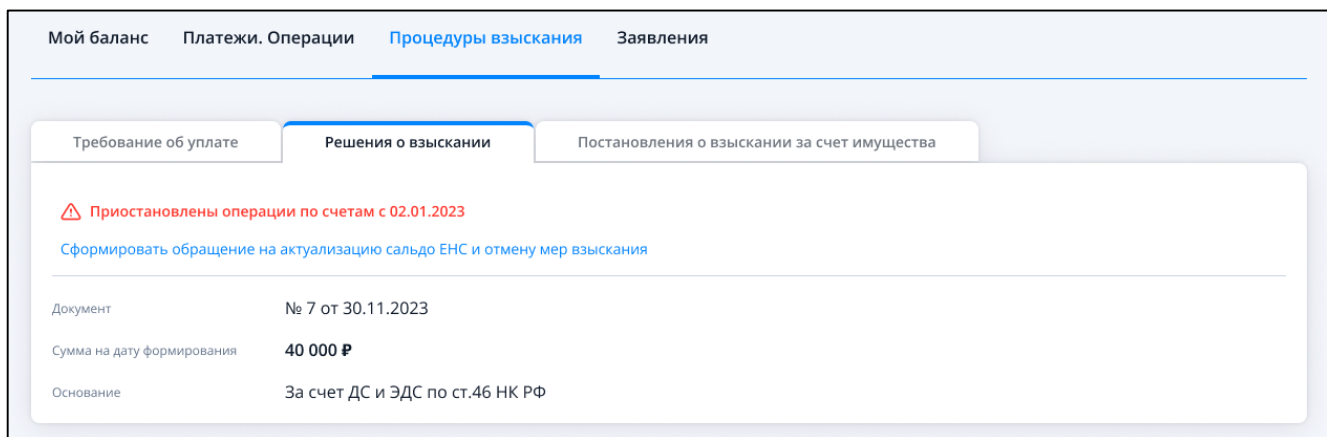 Мой баланс Платежи. Операции Процедуры взыскания Заявления
Требование об уплате Решения о взыскании Постановления о взыскании за счет имущества
Приостановлены операции по счетам с 02.01.2023
Сформировать обращение на актуализацию сальдо ЕНС и отмену мер взыскания
Документ № 7 от 30.11.2023
Сумма на дату формирования 40 000 ₽
Основание За счет ДС и ЭДС по ст.46 НК РФ